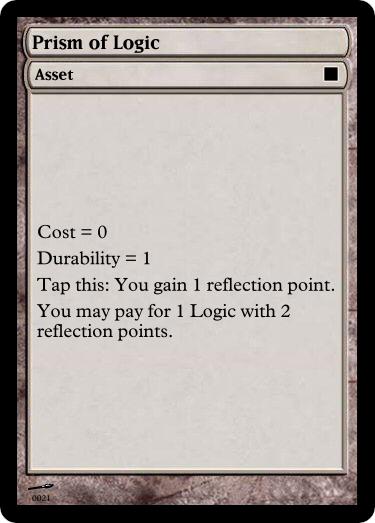 Prism of Logic
Asset
Cost = 0
Durability = 1
Tap this: You gain 1 reflection point.
You may pay for 1 Logic with 2
reflection points.
0021